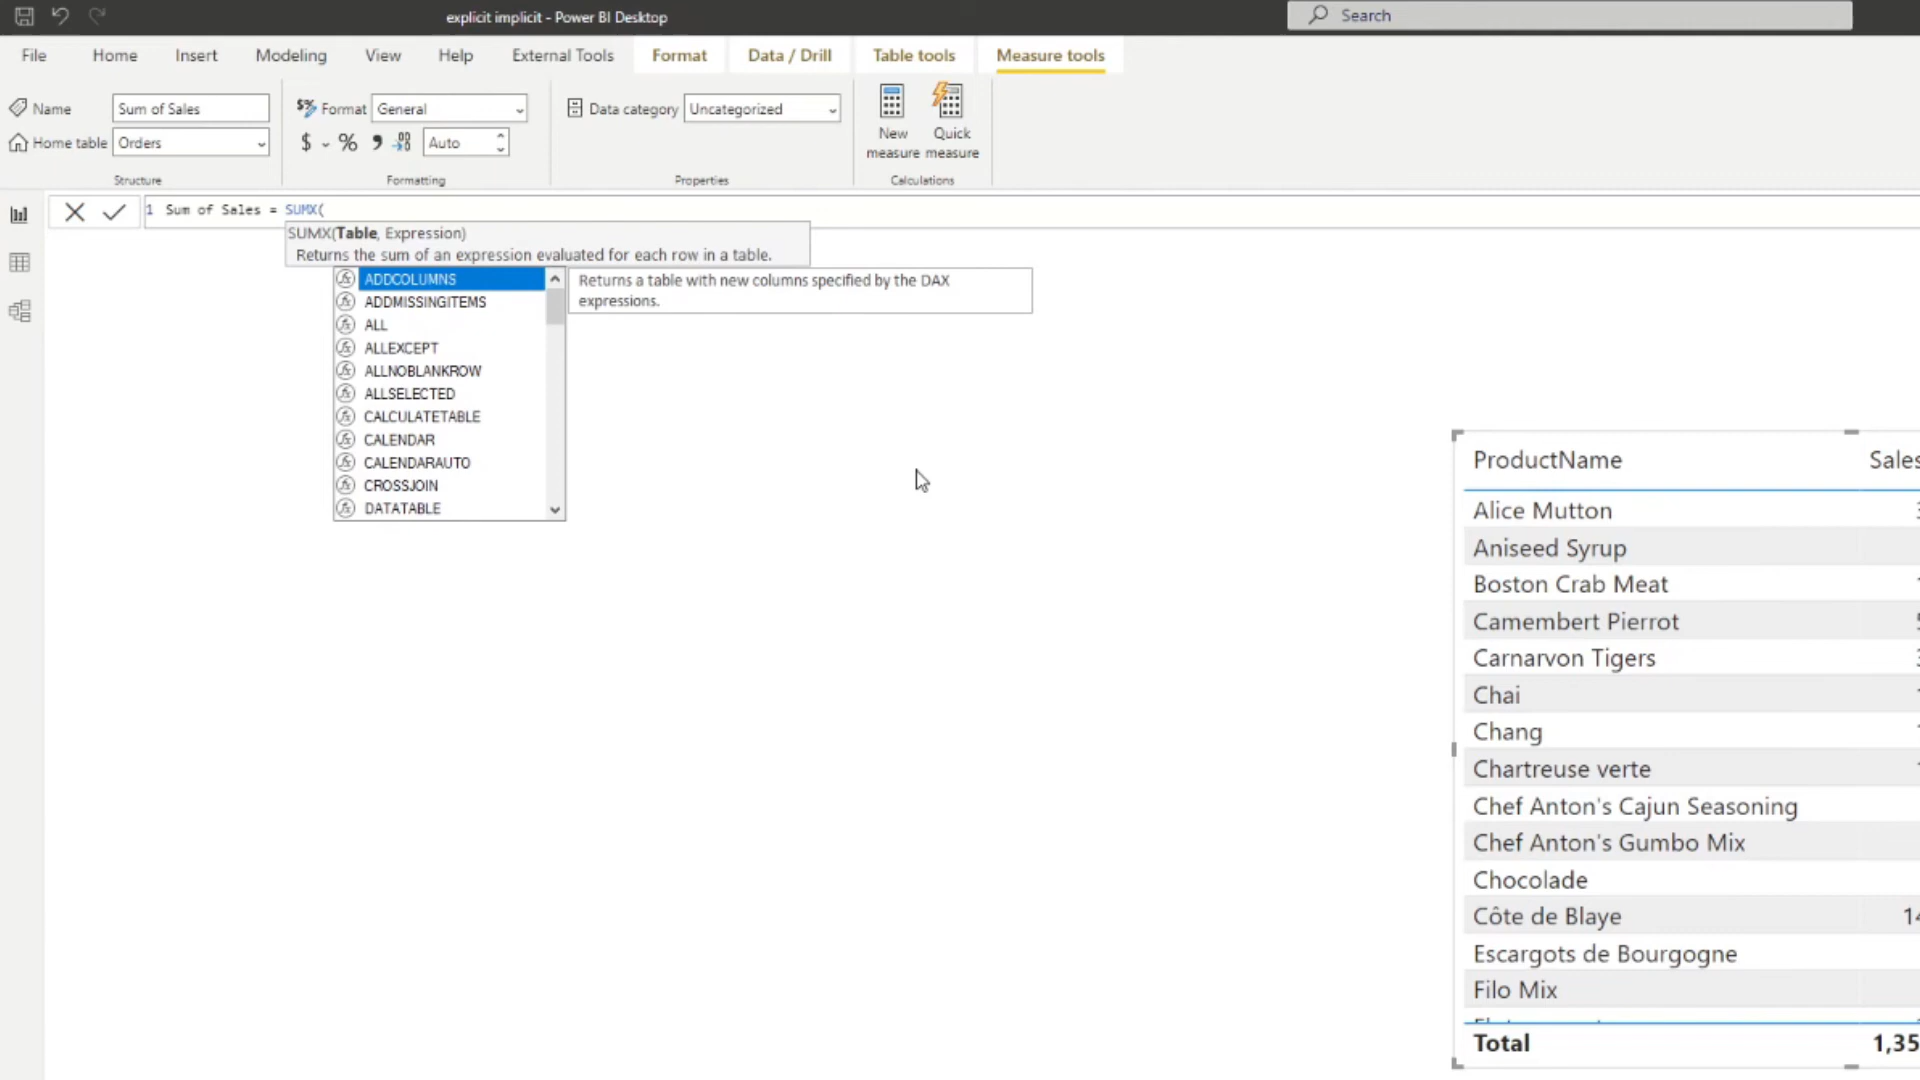 explicit implicit - Power BI Desktop
Search
File Home Insert Modeling View Help External Tools Format Data / Drill Table tools Measure tools
Name Sum of Sales Format General Data category Uncategorized New measure Quick measure
Home table Orders $ % Auto
Structure Formatting Properties Calculations
1 Sum of Sales = SUMX(
SUMX(Table, Expression)
Returns the sum of an expression evaluated for each row in a table.
ADDCOLUMNS
ADDMISSINGITEMS
ALL
ALLEXCEPT
ALLNOBLANKROW
ALLSELECTED
CALCULATETABLE
CALENDAR
CALENDARAUTO
CROSSJOIN
DATATABLE
Returns a table with new columns specified by the DAX
expressions.
ProductName Sales
Alice Mutton
Aniseed Syrup
Boston Crab Meat
Camembert Pierrot
Carnarvon Tigers
Chai
Chang
Chartreuse verte
Chef Anton's Cajun Seasoning
Chef Anton's Gumbo Mix
Chocolade
Côte de Blaye 14
Escargots de Bourgogne
Filo Mix
Total 1,35